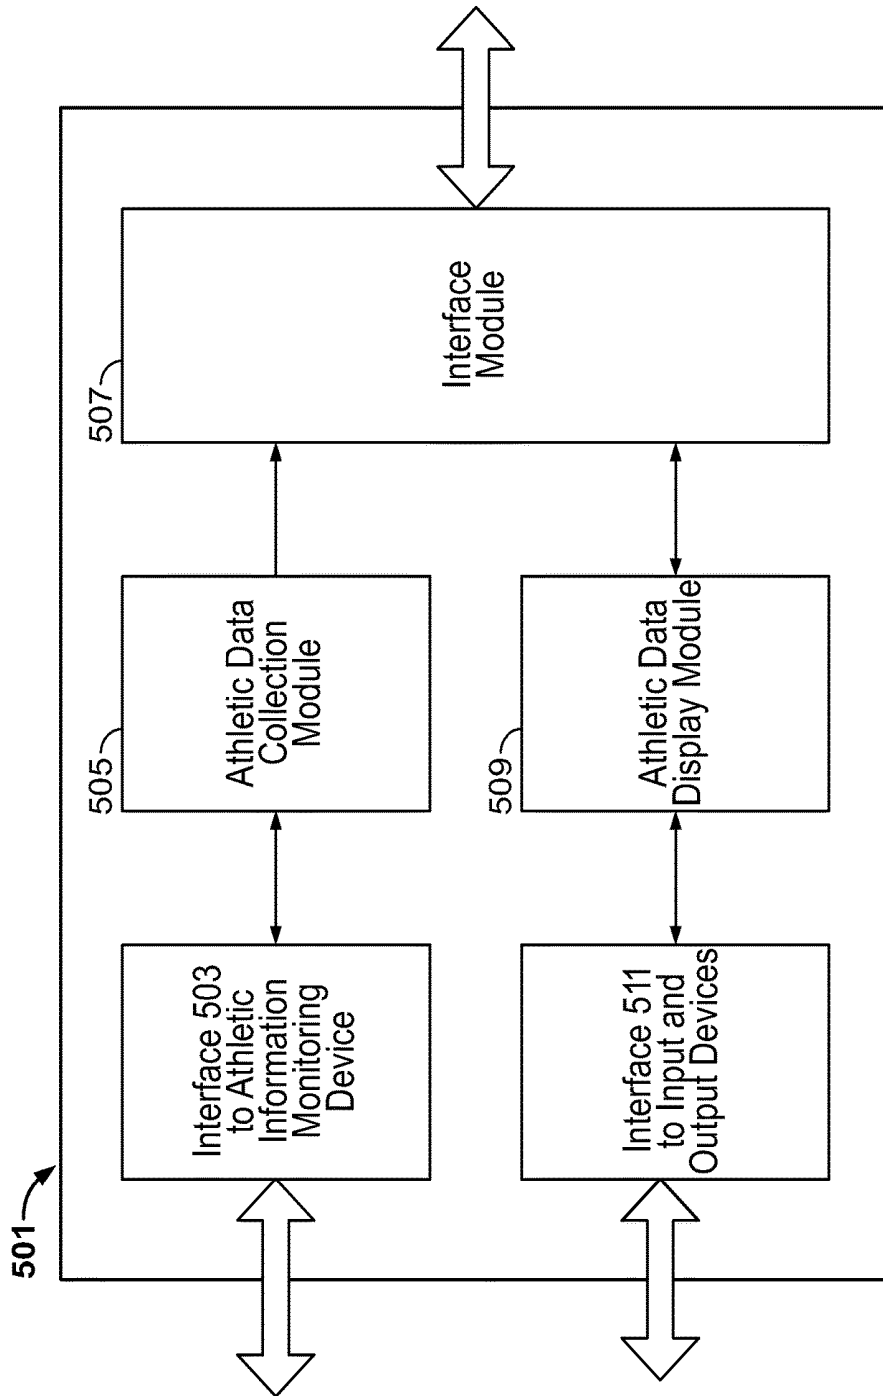 501
Interface 503
to Athletic
Information
Monitoring
Device
505
Athletic Data
Collection
Module
507
Interface
Module
Interface 511
to Input and
Output Devices
509
Athletic Data
Display Module